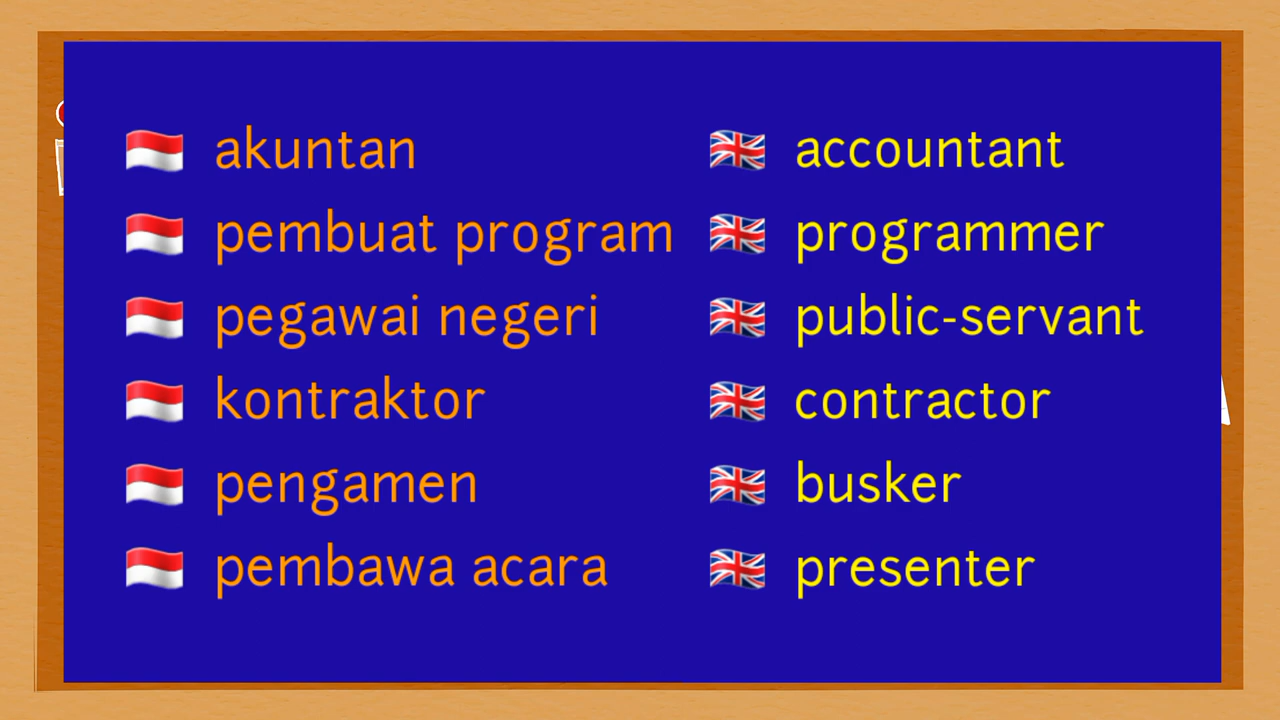 akuntan accountant
pembuat program programmer
pegawai negeri public-servant
kontraktor contractor
pengamen busker
pembawa acara presenter